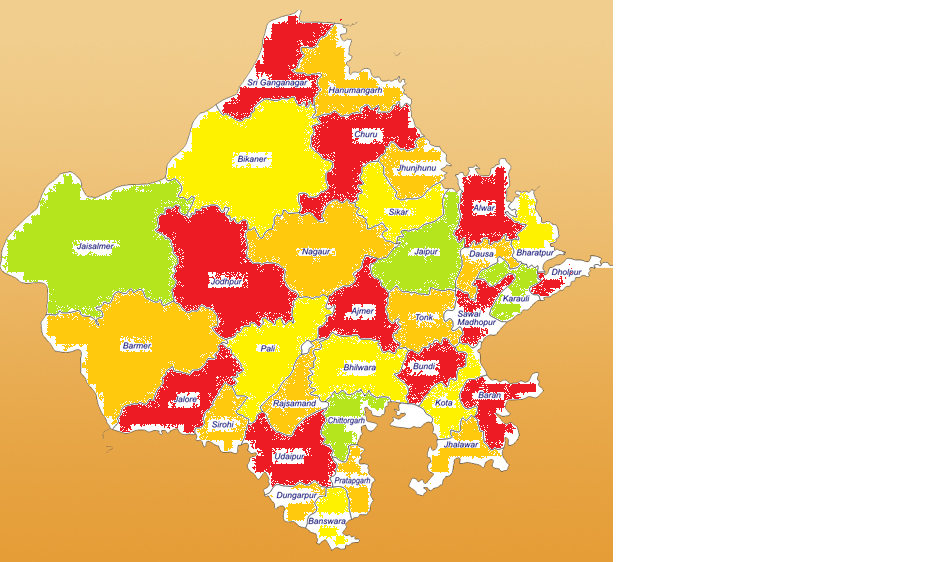 Sri Ganganagar
Hanumangarh
Churu
Bikaner
Jhunjhunu
Sikar
Alwar
Jaisalmer
Nagaur
Jaipur
Dausa
Bharatpur
Jodhpur
Dholpur
Karauli
Ajmer
Tonk
Sawai
Madhopur
Barmer
Pali
Bhilwara
Bundi
Jalore
Rajsamand
Kota
Baran
Sirohi
Chittorgarh
Jhalawar
Udaipur
Pratapgarh
Dungarpur
Banswara